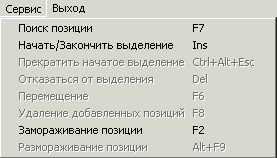 Сервис Выход
Поиск позиции F7
Начать/Закончить выделение Ins
Прекратить начатое выделение Ctrl+Alt+Esc
Отказаться от выделения Del
Перемещение F6
Удаление добавленных позиций F8
Замораживание позиции F2
Размораживание позиции Alt+F9